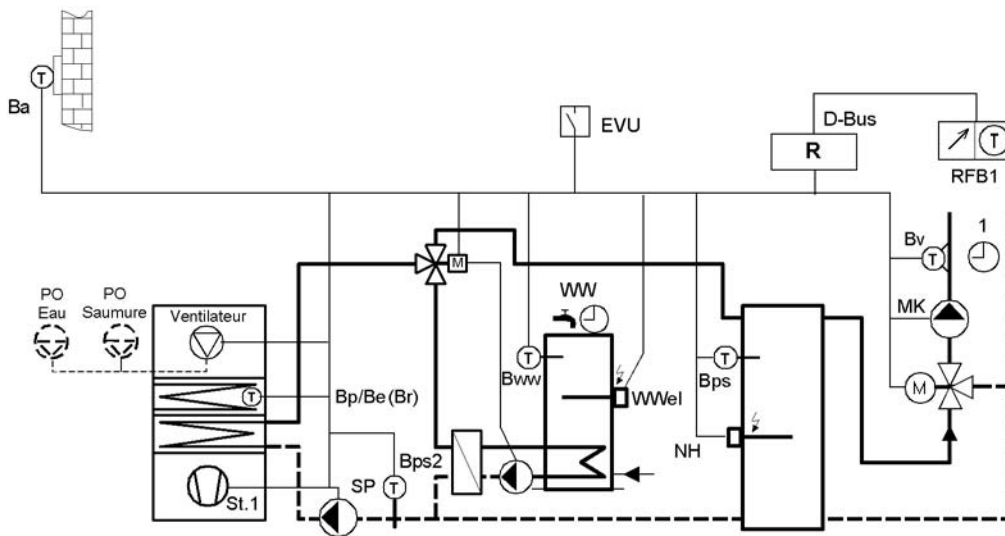 T
Ba
EVU
D-Bus
R
T
RFB1
1
Bv
T
M
PO
Eau
PO
Saumure
Ventilateur
WW
MK
T
Bww
T
Bps
M
T
Bp/Be(Br)
WWel
Bps2
NH
SP
T
St.1